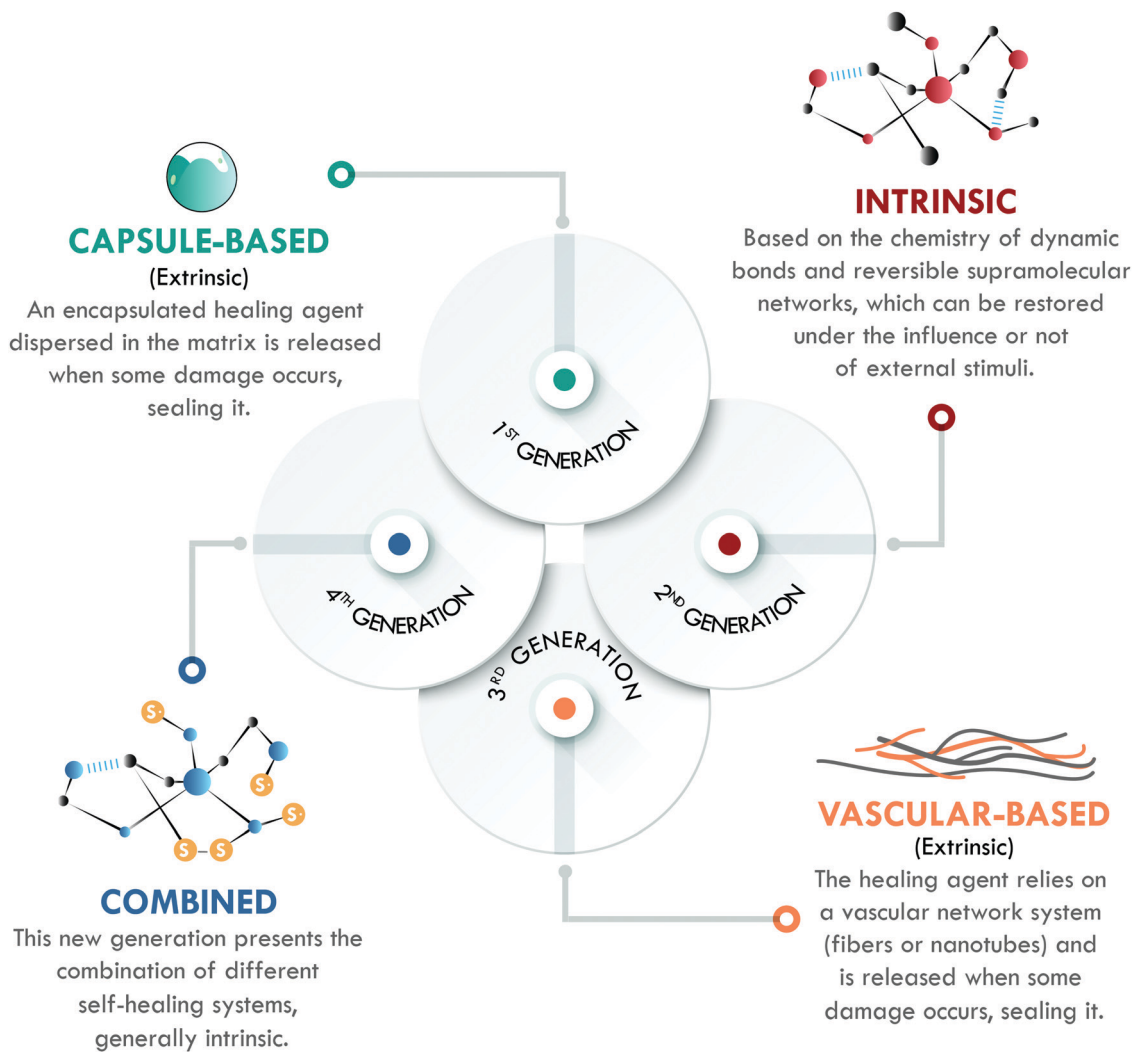 CAPSULE-BASED
(Extrinsic)
An encapsulated healing agent
dispersed in the matrix is released
when some damage occurs,
sealing it.
INTRINSIC
Based on the chemistry of dynamic
bonds and reversible supramolecular
networks, which can be restored
under the influence or not
of external stimuli.
1ST GENERATION
4TH GENERATION
2ND GENERATION
3RD GENERATION
S·
S·
S·
S–S
COMBINED
This new generation presents the
combination of different
self-healing systems,
generally intrinsic.
VASCULAR-BASED
(Extrinsic)
The healing agent relies on
a vascular network system
(fibers or nanotubes) and
is released when some
damage occurs, sealing it.